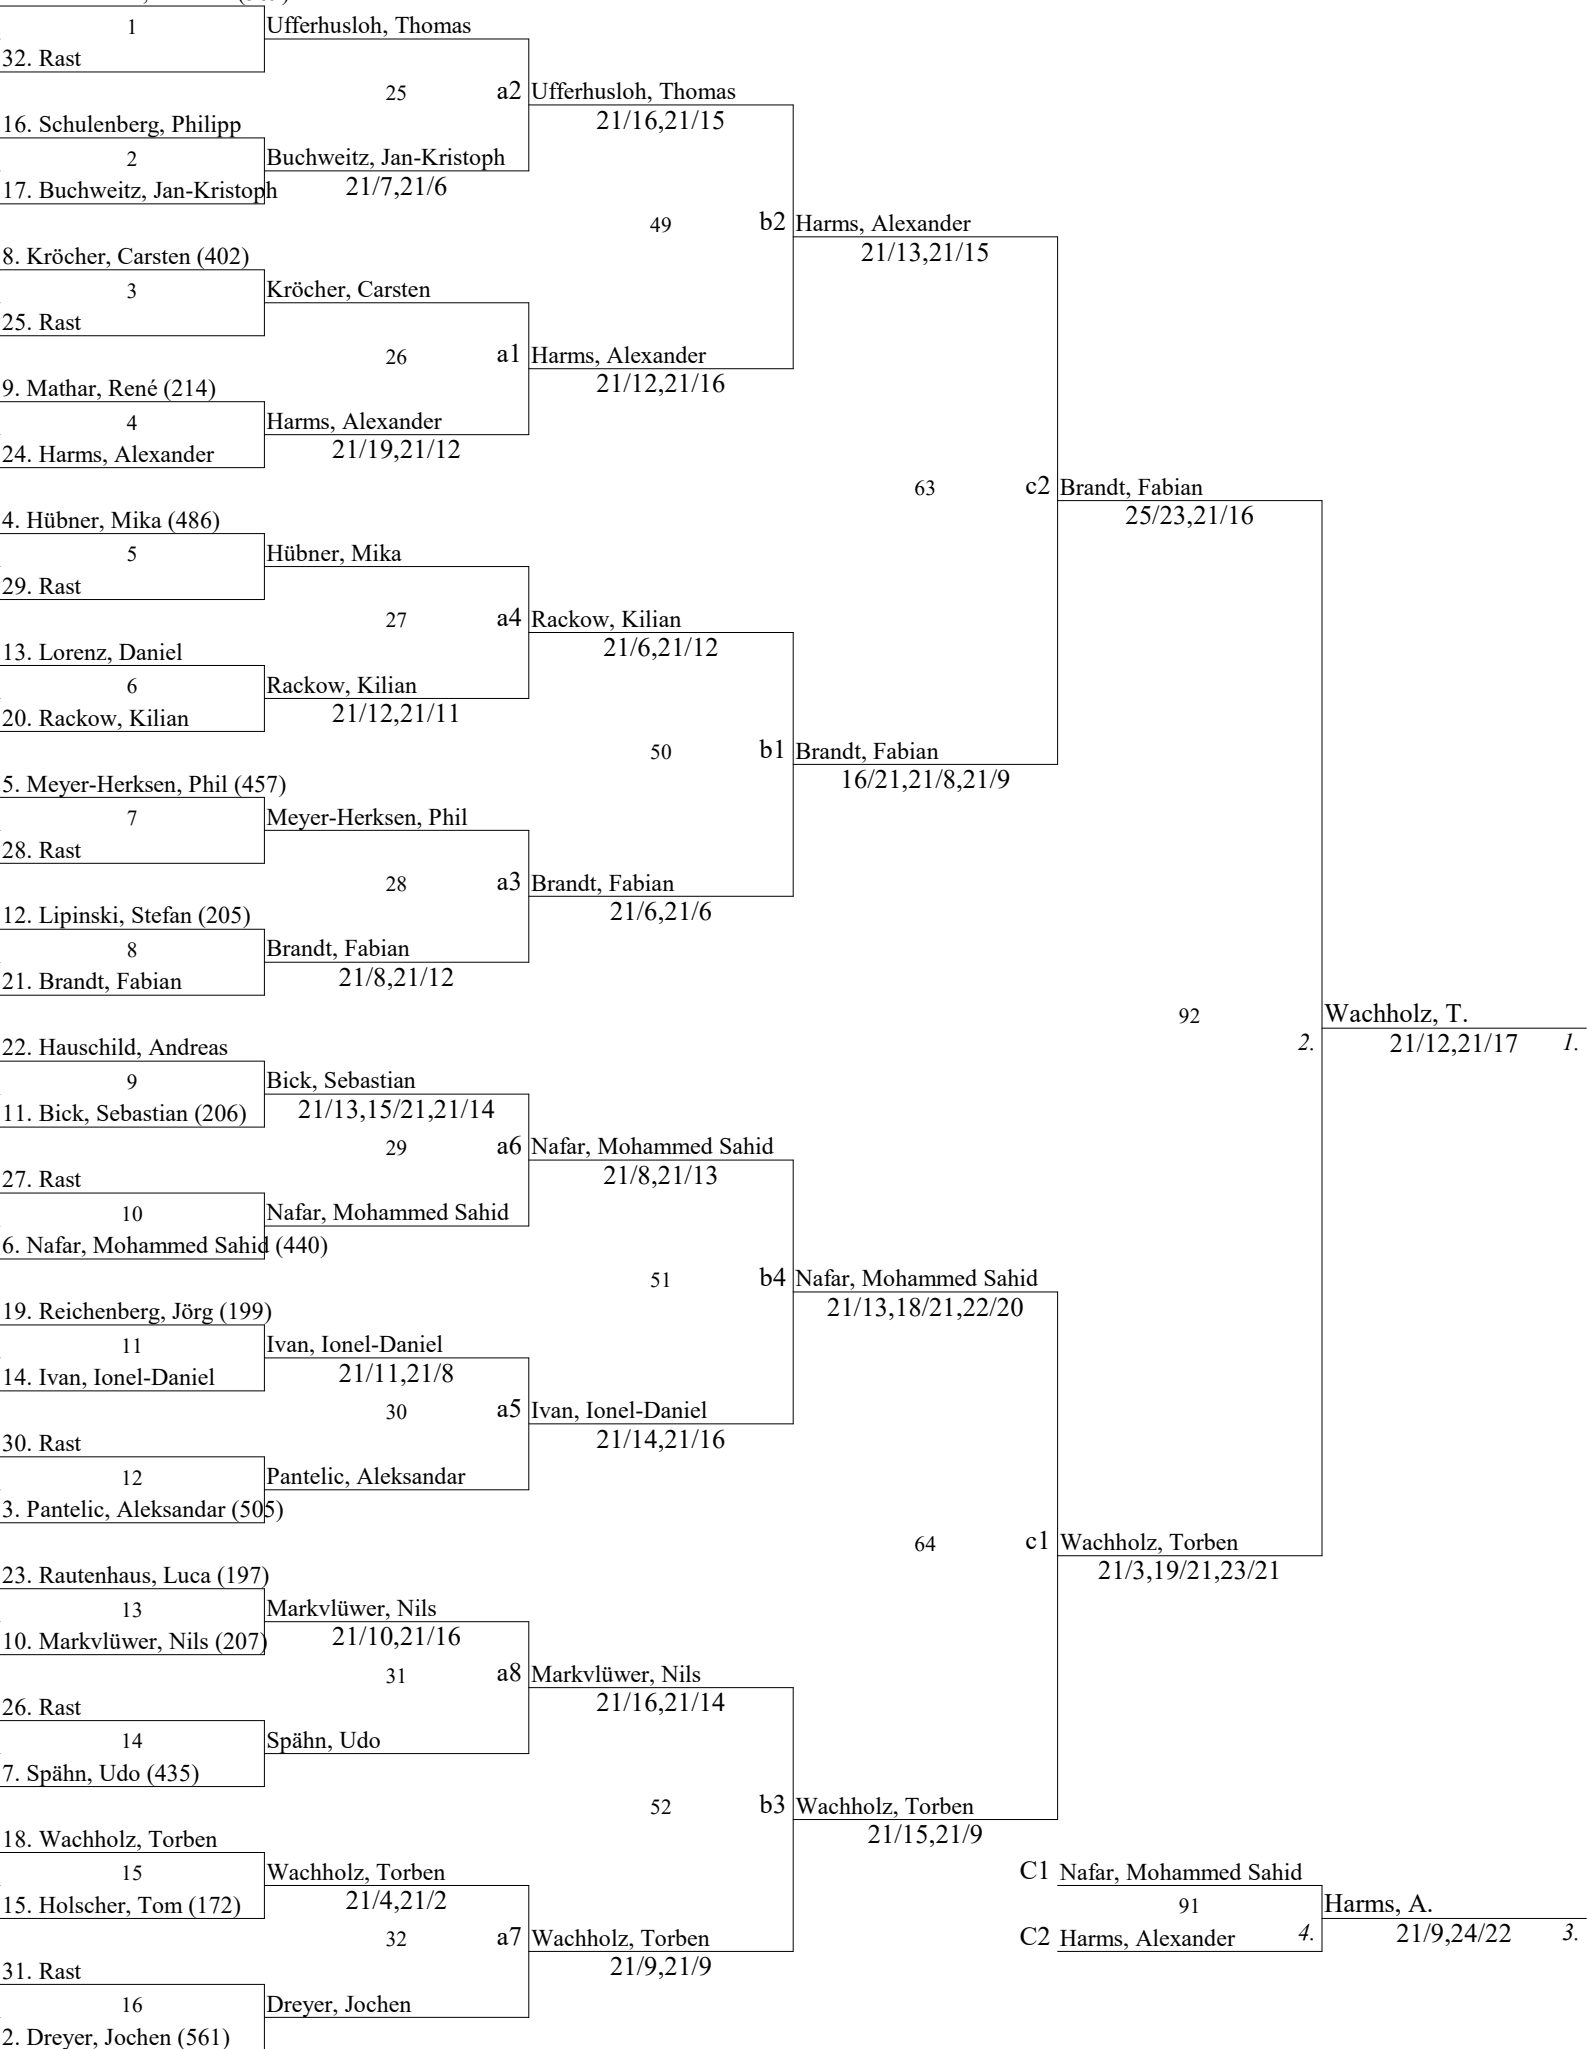 1
Ufferhusloh, Thomas
32. Rast
25
a2
Ufferhusloh, Thomas
21/16,21/15
16. Schulenberg, Philipp
2
Buchweitz, Jan-Kristoph
17. Buchweitz, Jan-Kristoph
21/7,21/6
49
b2
Harms, Alexander
21/13,21/15
8. Kröcher, Carsten (402)
3
Kröcher, Carsten
25. Rast
26
a1
Harms, Alexander
21/12,21/16
9. Mathar, René (214)
4
Harms, Alexander
24. Harms, Alexander
21/19,21/12
63
c2
Brandt, Fabian
25/23,21/16
4. Hübner, Mika (486)
5
Hübner, Mika
29. Rast
27
a4
Rackow, Kilian
21/6,21/12
13. Lorenz, Daniel
6
Rackow, Kilian
20. Rackow, Kilian
21/12,21/11
50
b1
Brandt, Fabian
16/21,21/8,21/9
5. Meyer-Herksen, Phil (457)
7
Meyer-Herksen, Phil
28. Rast
28
a3
Brandt, Fabian
21/6,21/6
12. Lipinski, Stefan (205)
8
Brandt, Fabian
21. Brandt, Fabian
21/8,21/12
92
2.
Wachholz, T.
21/12,21/17
1.
22. Hauschild, Andreas
9
Bick, Sebastian
11. Bick, Sebastian (206)
21/13,15/21,21/14
29
a6
Nafar, Mohammed Sahid
21/8,21/13
27. Rast
10
Nafar, Mohammed Sahid
6. Nafar, Mohammed Sahid (440)
51
b4
Nafar, Mohammed Sahid
21/13,18/21,22/20
19. Reichenberg, Jörg (199)
11
Ivan, Ionel-Daniel
14. Ivan, Ionel-Daniel
21/11,21/8
30
a5
Ivan, Ionel-Daniel
21/14,21/16
30. Rast
12
Pantelic, Aleksandar
3. Pantelic, Aleksandar (505)
64
c1
Wachholz, Torben
21/3,19/21,23/21
23. Rautenhaus, Luca (197)
13
Markvlüwer, Nils
10. Markvlüwer, Nils (207)
21/10,21/16
31
a8
Markvlüwer, Nils
21/16,21/14
26. Rast
14
Spähn, Udo
7. Spähn, Udo (435)
52
b3
Wachholz, Torben
21/15,21/9
18. Wachholz, Torben
15
Wachholz, Torben
15. Holscher, Tom (172)
21/4,21/2
32
a7
Wachholz, Torben
21/9,21/9
31. Rast
16
Dreyer, Jochen
2. Dreyer, Jochen (561)
C1
Nafar, Mohammed Sahid
91
Harms, A.
C2
Harms, Alexander
4.
21/9,24/22
3.